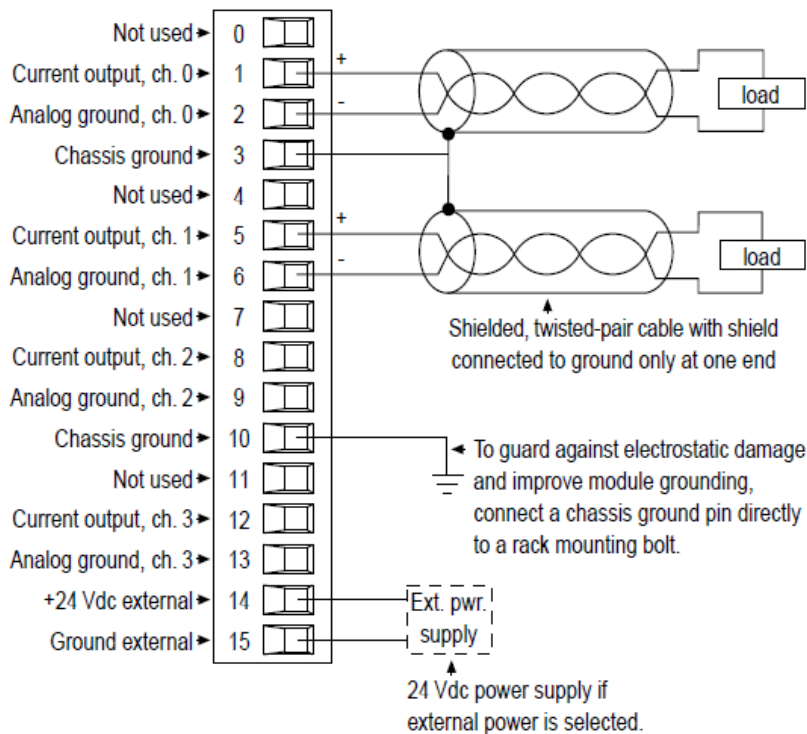 Not used 0
Current output, ch. 0 1 +
load
Analog ground, ch. 0 2 -
Chassis ground 3
Not used 4
Current output, ch. 1 5 +
load
Analog ground, ch. 1 6 -
Not used 7
Shielded, twisted-pair cable with shield
connected to ground only at one end
Current output, ch. 2 8
Analog ground, ch. 2 9
Chassis ground 10
To guard against electrostatic damage
and improve module grounding,
connect a chassis ground pin directly
to a rack mounting bolt.
Not used 11
Current output, ch. 3 12
Analog ground, ch. 3 13
+24 Vdc external 14
Ground external 15
Ext. pwr.
supply
24 Vdc power supply if
external power is selected.